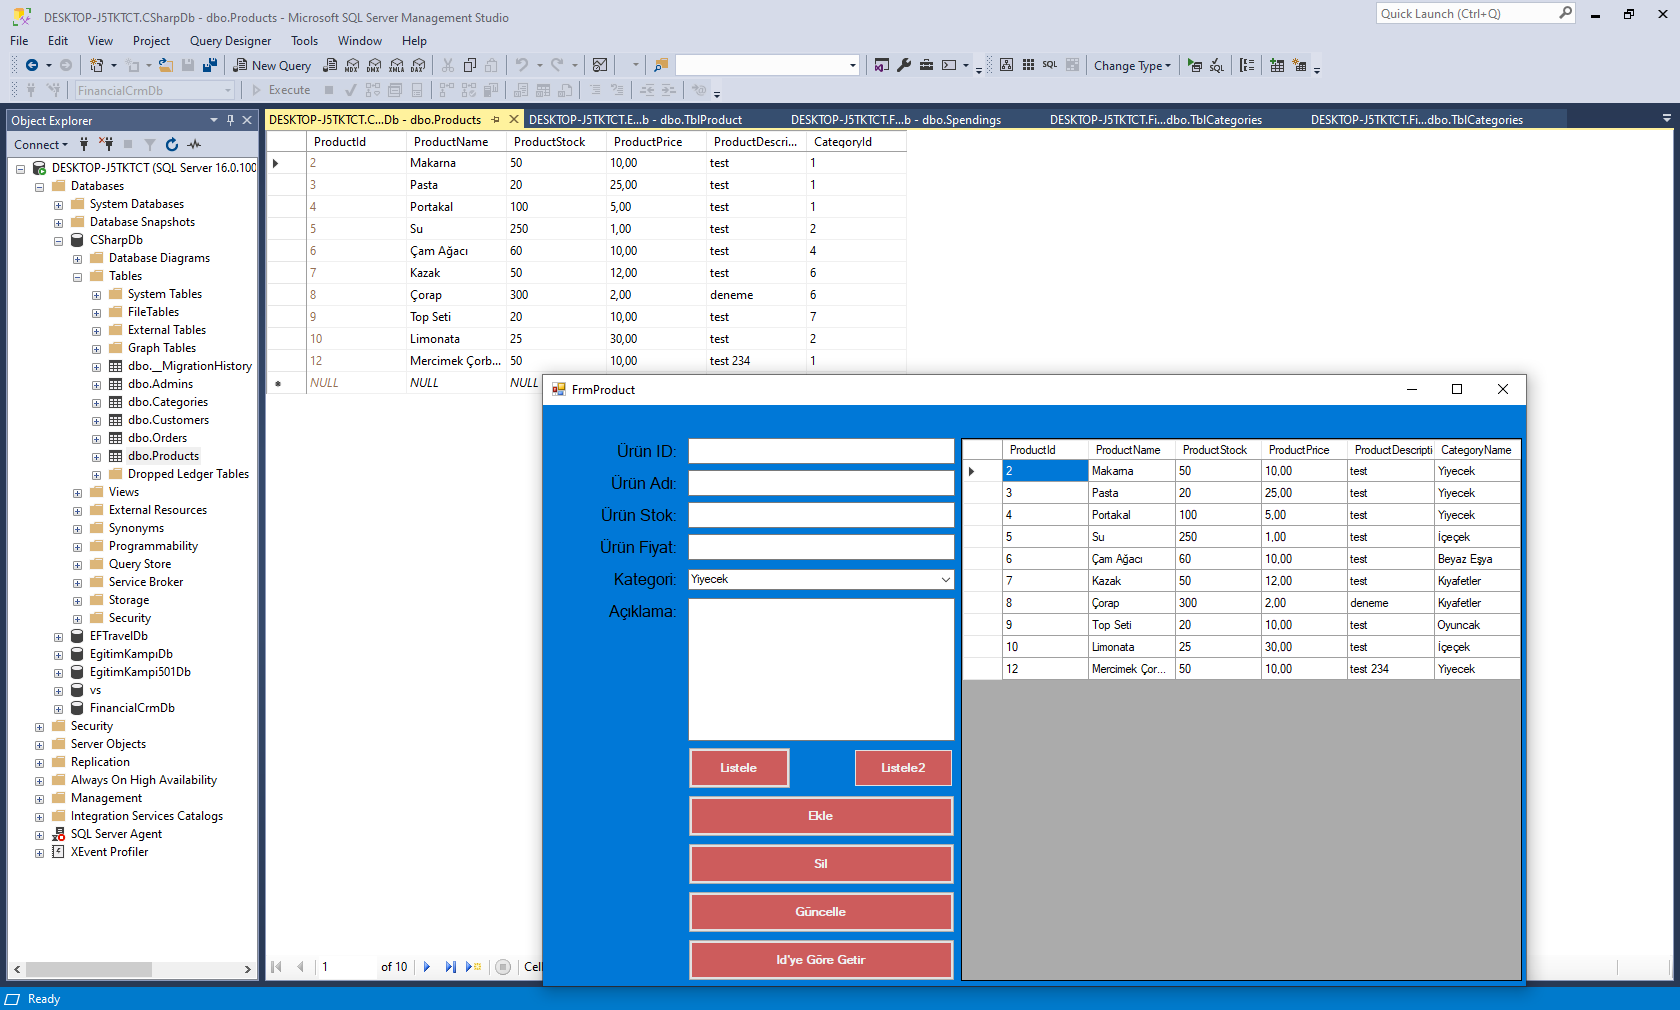 DESKTOP-J5TKTCT.CSharpDb - dbo.Products - Microsoft SQL Server Management Studio
Quick Launch (Ctrl+Q)
File Edit View Project Query Designer Tools Window Help
New Query MDX DMX XMLA DAX SQL Change Type SQL
FinancialCrmDb Execute
Object Explorer
DESKTOP-J5TKTCT.C...Db - dbo.Products DESKTOP-J5TKTCT.E...b - dbo.TblProduct DESKTOP-J5TKTCT.F...b - dbo.Spendings DESKTOP-J5TKTCT.Fi...dbo.TblCategories DESKTOP-J5TKTCT.Fi...dbo.TblCategories
Connect
DESKTOP-J5TKTCT (SQL Server 16.0.100
Databases
System Databases
Database Snapshots
CSharpDb
Database Diagrams
Tables
System Tables
FileTables
External Tables
Graph Tables
dbo.__MigrationHistory
dbo.Admins
dbo.Categories
dbo.Customers
dbo.Orders
dbo.Products
Dropped Ledger Tables
Views
External Resources
Synonyms
Programmability
Query Store
Service Broker
Storage
Security
EFTravelDb
EgitimKampıDb
EgitimKampi501Db
vs
FinancialCrmDb
Security
Server Objects
Replication
Always On High Availability
Management
Integration Services Catalogs
SQL Server Agent
XEvent Profiler
ProductId ProductName ProductStock ProductPrice ProductDescri... CategoryId
2 Makarna 50 10,00 test 1
3 Pasta 20 25,00 test 1
4 Portakal 100 5,00 test 1
5 Su 250 1,00 test 2
6 Çam Ağacı 60 10,00 test 4
7 Kazak 50 12,00 test 6
8 Çorap 300 2,00 deneme 6
9 Top Seti 20 10,00 test 7
10 Limonata 25 30,00 test 2
12 Mercimek Çorb... 50 10,00 test 234 1
NULL NULL NULL
1 of 10 Cell
FrmProduct
Ürün ID:
Ürün Adı:
Ürün Stok:
Ürün Fiyat:
Kategori: Yiyecek
Açıklama:
Listele Listele2
Ekle
Sil
Güncelle
Id'ye Göre Getir
ProductId ProductName ProductStock ProductPrice ProductDescripti CategoryName
2 Makarna 50 10,00 test Yiyecek
3 Pasta 20 25,00 test Yiyecek
4 Portakal 100 5,00 test Yiyecek
5 Su 250 1,00 test İçeçek
6 Çam Ağacı 60 10,00 test Beyaz Eşya
7 Kazak 50 12,00 test Kıyafetler
8 Çorap 300 2,00 deneme Kıyafetler
9 Top Seti 20 10,00 test Oyuncak
10 Limonata 25 30,00 test İçeçek
12 Mercimek Çor... 50 10,00 test 234 Yiyecek
Ready